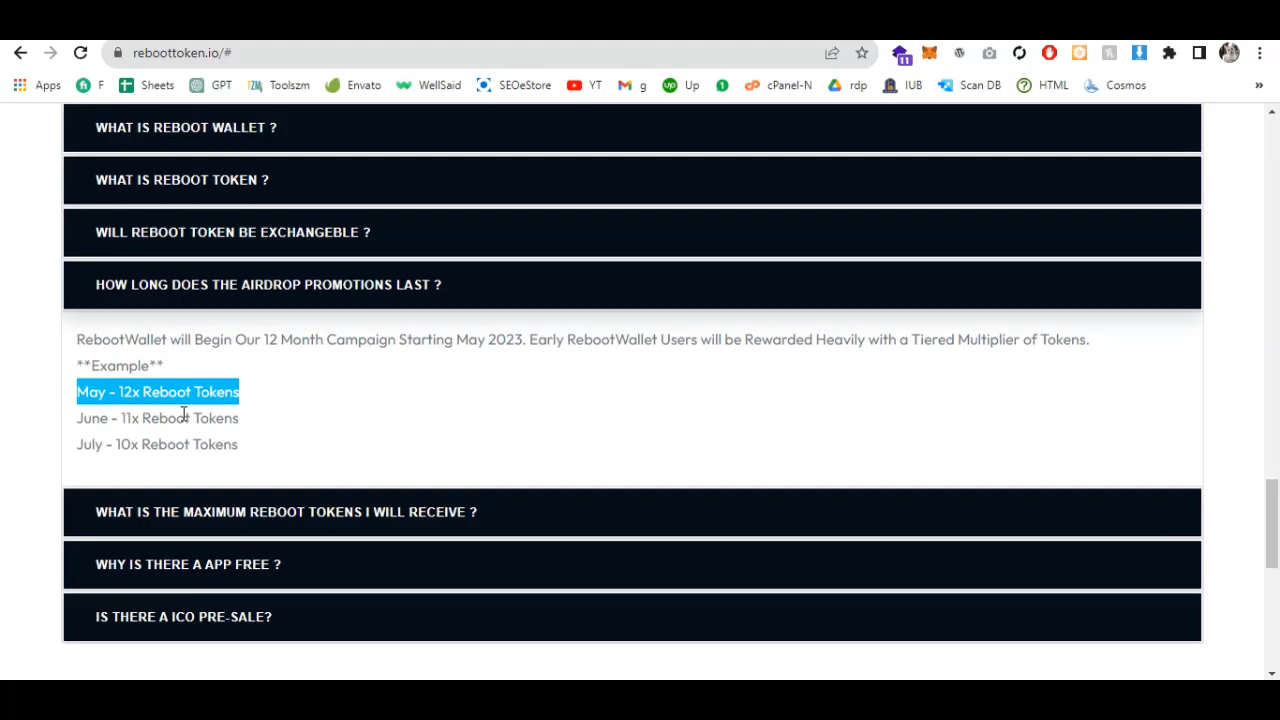 reboottoken.io/#
11
Apps F Sheets GPT Toolszm Envato WellSaid SEOeStore YT g Up cPanel-N rdp IUB Scan DB HTML Cosmos »
WHAT IS REBOOT WALLET ?
WHAT IS REBOOT TOKEN ?
WILL REBOOT TOKEN BE EXCHANGEBLE ?
HOW LONG DOES THE AIRDROP PROMOTIONS LAST ?
RebootWallet will Begin Our 12 Month Campaign Starting May 2023. Early RebootWallet Users will be Rewarded Heavily with a Tiered Multiplier of Tokens.
**Example**
May - 12x Reboot Tokens
June - 11x Reboot Tokens
July - 10x Reboot Tokens
WHAT IS THE MAXIMUM REBOOT TOKENS I WILL RECEIVE ?
WHY IS THERE A APP FREE ?
IS THERE A ICO PRE-SALE?